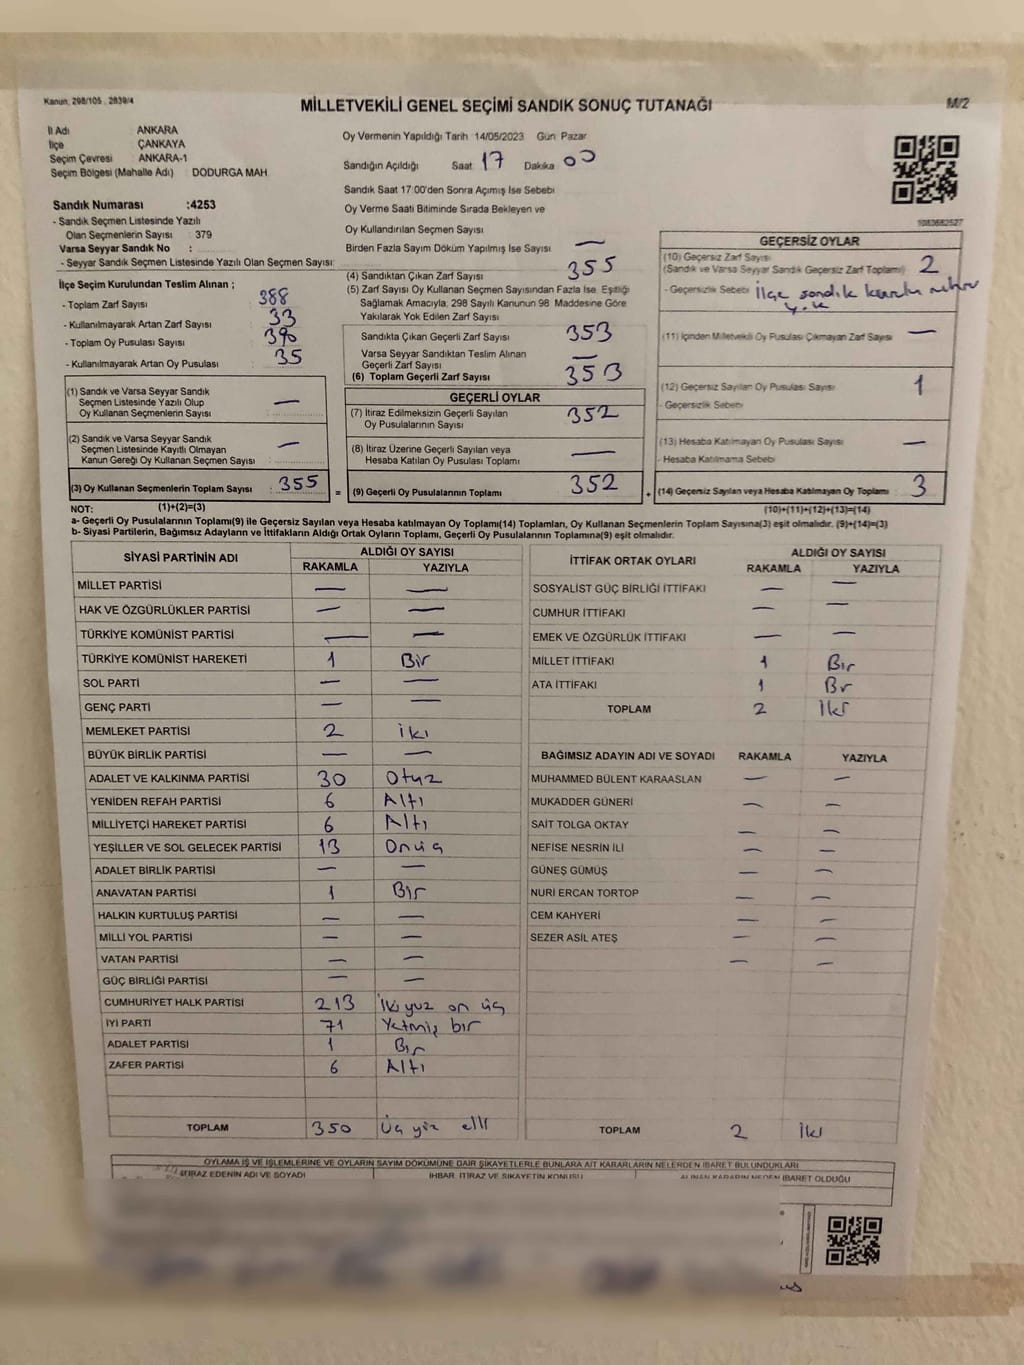 Kanun, 298/105 , 2839/4
MİLLETVEKİLİ GENEL SEÇİMİ SANDIK SONUÇ TUTANAĞI
M/2
İl Adı ANKARA
İlçe ÇANKAYA
Seçim Çevresi ANKARA-1
Seçim Bölgesi (Mahalle Adı) DODURGA MAH.
Oy Vermenin Yapıldığı Tarih 14/05/2023 Gün Pazar
Sandığın Açıldığı Saat 17 Dakika 00
Sandık Saat 17:00'den Sonra Açımış İse Sebebi
Oy Verme Saati Bitiminde Sırada Bekleyen ve
Oy Kullandırılan Seçmen Sayısı
Birden Fazla Sayım Döküm Yapılmış İse Sayısı —
1083682527
Sandık Numarası :4253
- Sandık Seçmen Listesinde Yazılı
Olan Seçmenlerin Sayısı : 379
Varsa Seyyar Sandık No :
- Seyyar Sandık Seçmen Listesinde Yazılı Olan Seçmen Sayısı:
İlçe Seçim Kurulundan Teslim Alınan ;
- Toplam Zarf Sayısı 388
- Kullanılmayarak Artan Zarf Sayısı 33
- Toplam Oy Pusulası Sayısı 390
- Kullanılmayarak Artan Oy Pusulası 35
(1) Sandık ve Varsa Seyyar Sandık
Seçmen Listesinde Yazılı Olup
Oy Kullanan Seçmenlerin Sayısı —
(2) Sandık ve Varsa Seyyar Sandık
Seçmen Listesinde Kayıtlı Olmayan
Kanun Gereği Oy Kullanan Seçmen Sayısı —
(3) Oy Kullanan Seçmenlerin Toplam Sayısı : 355
(4) Sandıktan Çıkan Zarf Sayısı 355
(5) Zarf Sayısı Oy Kullanan Seçmen Sayısından Fazla İse, Eşitliği
Sağlamak Amacıyla, 298 Sayılı Kanunun 98. Maddesine Göre
Yakılarak Yok Edilen Zarf Sayısı
Sandıkta Çıkan Geçerli Zarf Sayısı 353
Varsa Seyyar Sandıktan Teslim Alınan
Geçerli Zarf Sayısı —
(6) Toplam Geçerli Zarf Sayısı 353
GEÇERLİ OYLAR
(7) İtiraz Edilmeksizin Geçerli Sayılan
Oy Pusulalarının Sayısı 352
(8) İtiraz Üzerine Geçerli Sayılan veya
Hesaba Katılan Oy Pusulası Toplamı —
= (9) Geçerli Oy Pusulalarının Toplamı 352
GEÇERSİZ OYLAR
(10) Geçersiz Zarf Sayısı
(Sandık ve Varsa Seyyar Sandık Geçersiz Zarf Toplamı) 2
- Geçersizlik Sebebi İlçe sandık kurulu mührü
yok
(11) İçinden Milletvekili Oy Pusulası Çıkmayan Zarf Sayısı —
(12) Geçersiz Sayılan Oy Pusulası Sayısı 1
- Geçersizlik Sebebi
(13) Hesaba Katılmayan Oy Pusulası Sayısı —
- Hesaba Katılmama Sebebi
+ (14) Geçersiz Sayılan veya Hesaba Katılmayan Oy Toplamı 3
NOT: (1)+(2)=(3) (10)+(11)+(12)+(13)=(14)
a- Geçerli Oy Pusulalarının Toplamı(9) ile Geçersiz Sayılan veya Hesaba katılmayan Oy Toplamı(14) Toplamları, Oy Kullanan Seçmenlerin Toplam Sayısına(3) eşit olmalıdır. (9)+(14)=(3)
b- Siyasi Partilerin, Bağımsız Adayların ve İttifakların Aldığı Ortak Oyların Toplamı, Geçerli Oy Pusulalarının Toplamına(9) eşit olmalıdır.
SİYASİ PARTİNİN ADI ALDIĞI OY SAYISI
RAKAMLA YAZIYLA
MİLLET PARTİSİ — —
HAK VE ÖZGÜRLÜKLER PARTİSİ — —
TÜRKİYE KOMÜNİST PARTİSİ — —
TÜRKİYE KOMÜNİST HAREKETİ 1 Bir
SOL PARTİ — —
GENÇ PARTİ — —
MEMLEKET PARTİSİ 2 İki
BÜYÜK BİRLİK PARTİSİ — —
ADALET VE KALKINMA PARTİSİ 30 Otuz
YENİDEN REFAH PARTİSİ 6 Altı
MİLLİYETÇİ HAREKET PARTİSİ 6 Altı
YEŞİLLER VE SOL GELECEK PARTİSİ 13 Onüç
ADALET BİRLİK PARTİSİ — —
ANAVATAN PARTİSİ 1 Bir
HALKIN KURTULUŞ PARTİSİ — —
MİLLİ YOL PARTİSİ — —
VATAN PARTİSİ — —
GÜÇ BİRLİĞİ PARTİSİ — —
CUMHURİYET HALK PARTİSİ 213 İki yüz on üç
İYİ PARTİ 71 Yetmiş bir
ADALET PARTİSİ 1 Bir
ZAFER PARTİSİ 6 Altı
TOPLAM 350 Üç yüz elli
İTTİFAK ORTAK OYLARI ALDIĞI OY SAYISI
RAKAMLA YAZIYLA
SOSYALİST GÜÇ BİRLİĞİ İTTİFAKI — —
CUMHUR İTTİFAKI — —
EMEK VE ÖZGÜRLÜK İTTİFAKI — —
MİLLET İTTİFAKI 1 Bir
ATA İTTİFAKI 1 Bir
TOPLAM 2 İki
BAĞIMSIZ ADAYIN ADI VE SOYADI RAKAMLA YAZIYLA
MUHAMMED BÜLENT KARAASLAN — —
MUKADDER GÜNERİ — —
SAİT TOLGA OKTAY — —
NEFİSE NESRİN İLİ — —
GÜNEŞ GÜMÜŞ — —
NURİ ERCAN TORTOP — —
CEM KAHYERİ — —
SEZER ASİL ATEŞ — —
— —
TOPLAM 2 İki
OYLAMA İŞ VE İŞLEMLERİNE VE OYLARIN SAYIM DÖKÜMÜNE DAİR ŞİKAYETLERLE BUNLARA AİT KARARLARIN NELERDEN İBARET BULUNDUKLARI
İTİRAZ EDENİN ADI VE SOYADI İHBAR, İTİRAZ VE ŞİKAYETİN KONUSU ALINAN KARARIN NEDEN İBARET OLDUĞU